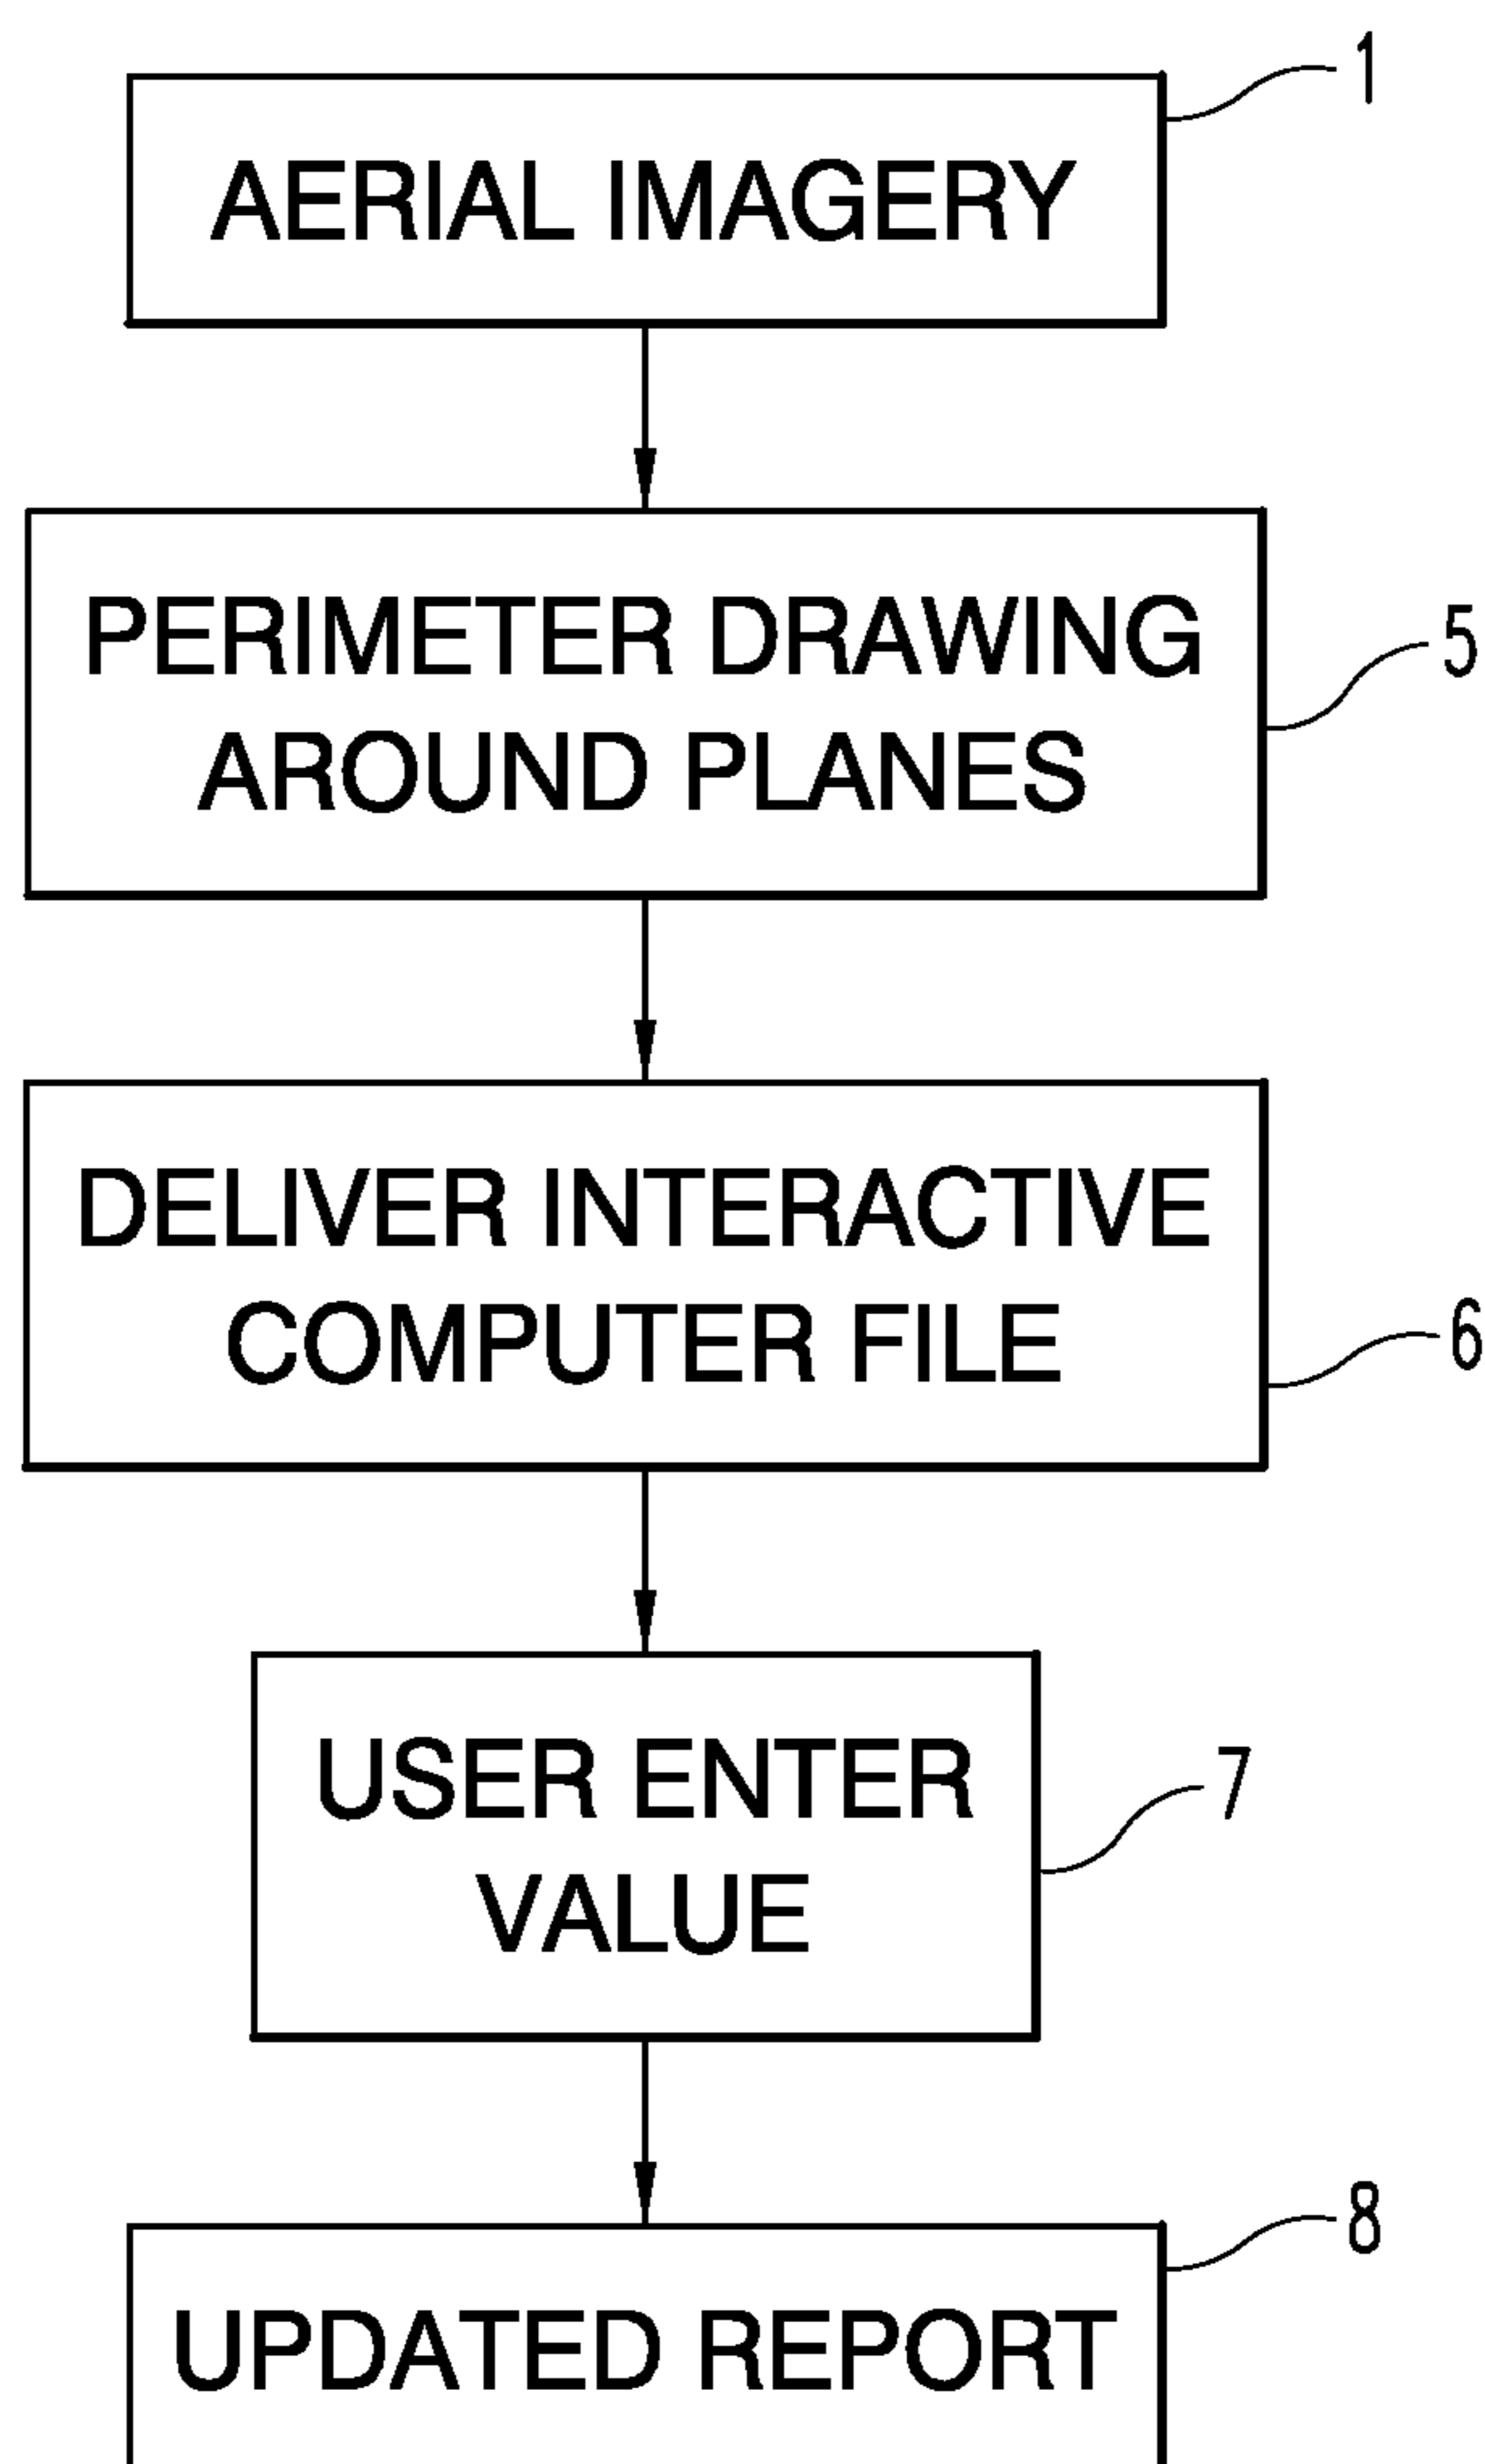 1
AERIAL IMAGERY
PERIMETER DRAWING
AROUND PLANES
5
DELIVER INTERACTIVE
COMPUTER FILE
6
USER ENTER
VALUE
7
8
UPDATED REPORT